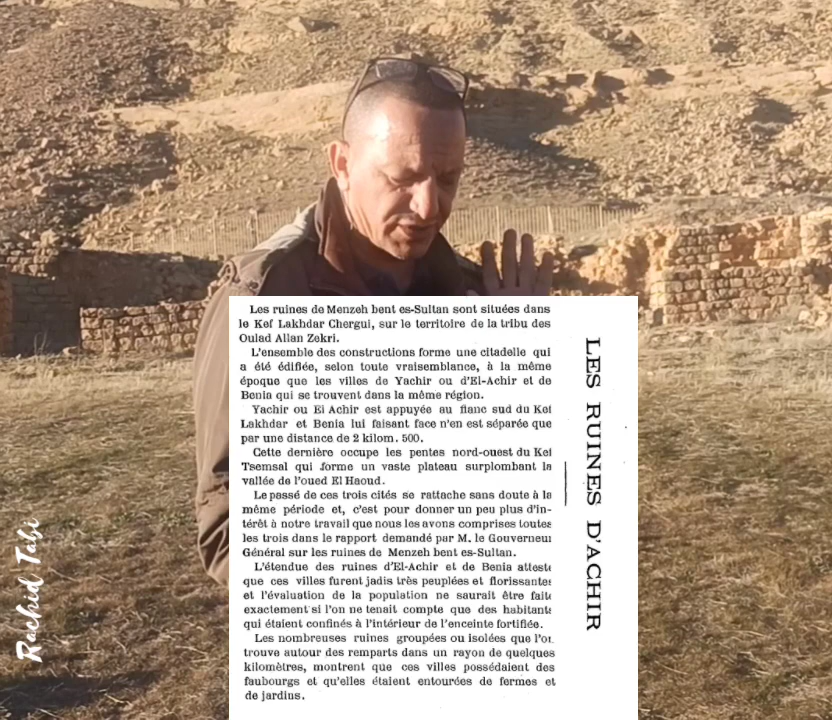 Les ruines de Menzeh bent es-Sultan sont situées dans
le Kef Lakhdar Chergui, sur le territoire de la tribu des
Oulad Allan Zekri.
L'ensemble des constructions forme une citadelle qui
a été édifiée, selon toute vraisemblance, à la même
époque que les villes de Yachir ou d'El-Achir et de
Benia qui se trouvent dans la même région.
Yachir ou El Achir est appuyée au flanc sud du Kef
Lakhdar et Benia lui faisant face n'en est séparée que
par une distance de 2 kilom. 500.
Cette dernière occupe les pentes nord-ouest du Kef
Tsemsal qui forme un vaste plateau surplombant la
vallée de l'oued El Haoud.
Le passé de ces trois cités se rattache sans doute à la
même période et, c'est pour donner un peu plus d'in-
térêt à notre travail que nous les avons comprises toutes
les trois dans le rapport demandé par M. le Gouverneur
Général sur les ruines de Menzeh bent es-Sultan.
L'étendue des ruines d'El-Achir et de Benia atteste
que ces villes furent jadis très peuplées et florissantes
et l'évaluation de la population ne saurait être faite
exactement si l'on ne tenait compte que des habitants
qui étaient confinés à l'intérieur de l'enceinte fortifiée.
Les nombreuses ruines groupées ou isolées que l'on
trouve autour des remparts dans un rayon de quelques
kilomètres, montrent que ces villes possédaient des
faubourgs et qu'elles étaient entourées de fermes et
de jardins.
LES RUINES D'ACHIR
Rachid Tabi